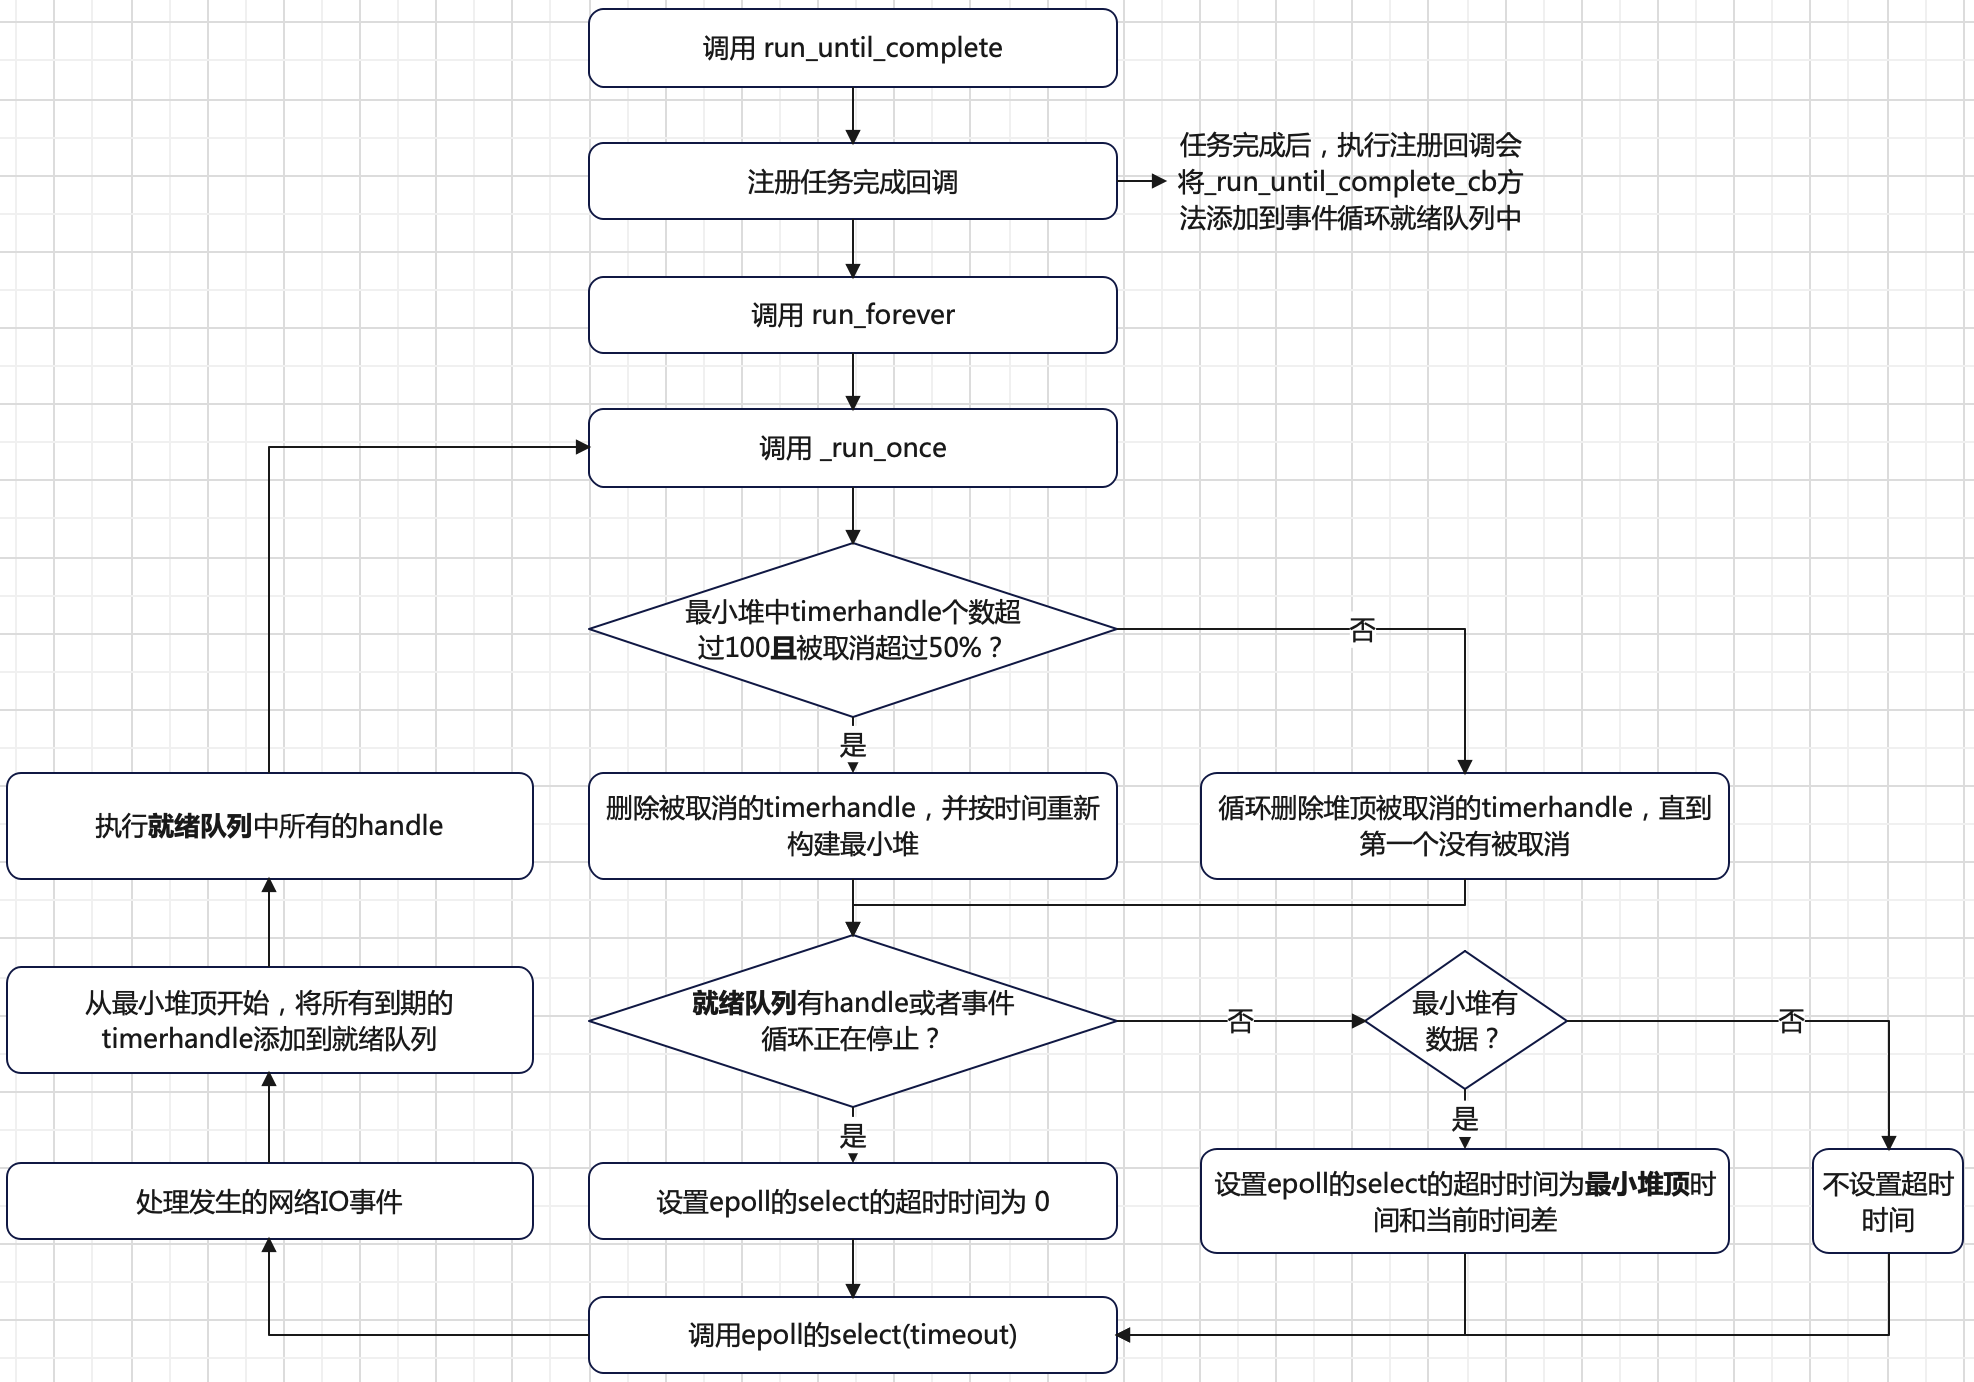 调用 run_until_complete
注册任务完成回调
任务完成后，执行注册回调会
将_run_until_complete_cb方
法添加到事件循环就绪队列中
调用 run_forever
调用 _run_once
最小堆中timerhandle个数超
过100且被取消超过50%？
否
是
执行就绪队列中所有的handle
删除被取消的timerhandle，并按时间重新
构建最小堆
循环删除堆顶被取消的timerhandle，直到
第一个没有被取消
从最小堆顶开始，将所有到期的
timerhandle添加到就绪队列
就绪队列有handle或者事件
循环正在停止？
否
最小堆有
数据？
否
是
是
处理发生的网络IO事件
设置epoll的select的超时时间为 0
设置epoll的select的超时时间为最小堆顶时
间和当前时间差
不设置超时
时间
调用epoll的select(timeout)